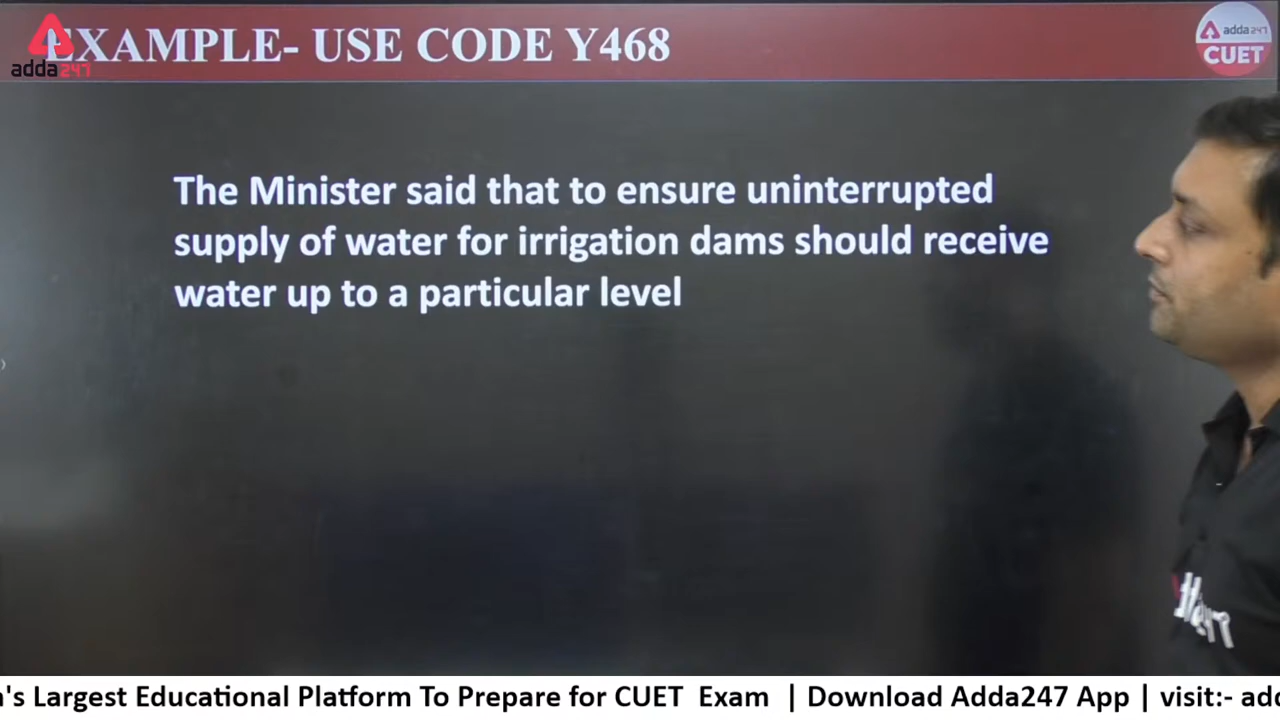 EXAMPLE- USE CODE Y468
adda247
adda247
CUET
The Minister said that to ensure uninterrupted
supply of water for irrigation dams should receive
water up to a particular level
's Largest Educational Platform To Prepare for CUET Exam | Download Adda247 App | visit:- add